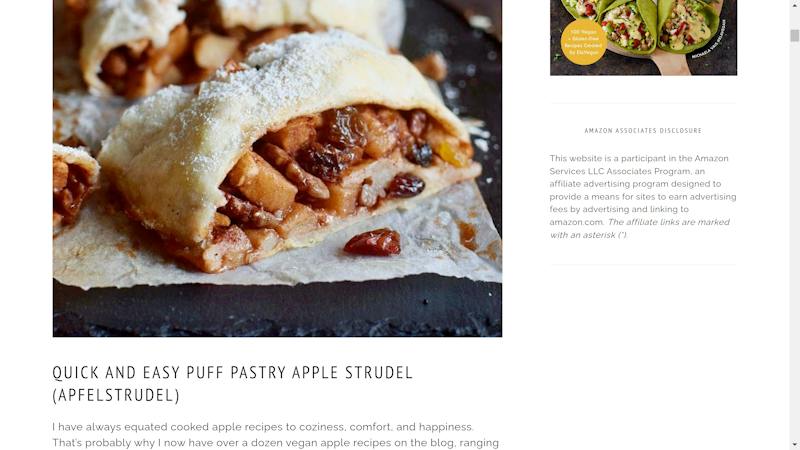 100 Vegan
+ Gluten-Free
Recipes Created
by ElaVegan
MICHAELA VAIS
AMAZON ASSOCIATES DISCLOSURE
This website is a participant in the Amazon
Services LLC Associates Program, an
affiliate advertising program designed to
provide a means for sites to earn advertising
fees by advertising and linking to
amazon.com. The affiliate links are marked
with an asterisk (*)
QUICK AND EASY PUFF PASTRY APPLE STRUDEL
(APFELSTRUDEL)
I have always equated cooked apple recipes to coziness, comfort, and happiness.
That's probably why I now have over a dozen vegan apple recipes on the blog, ranging